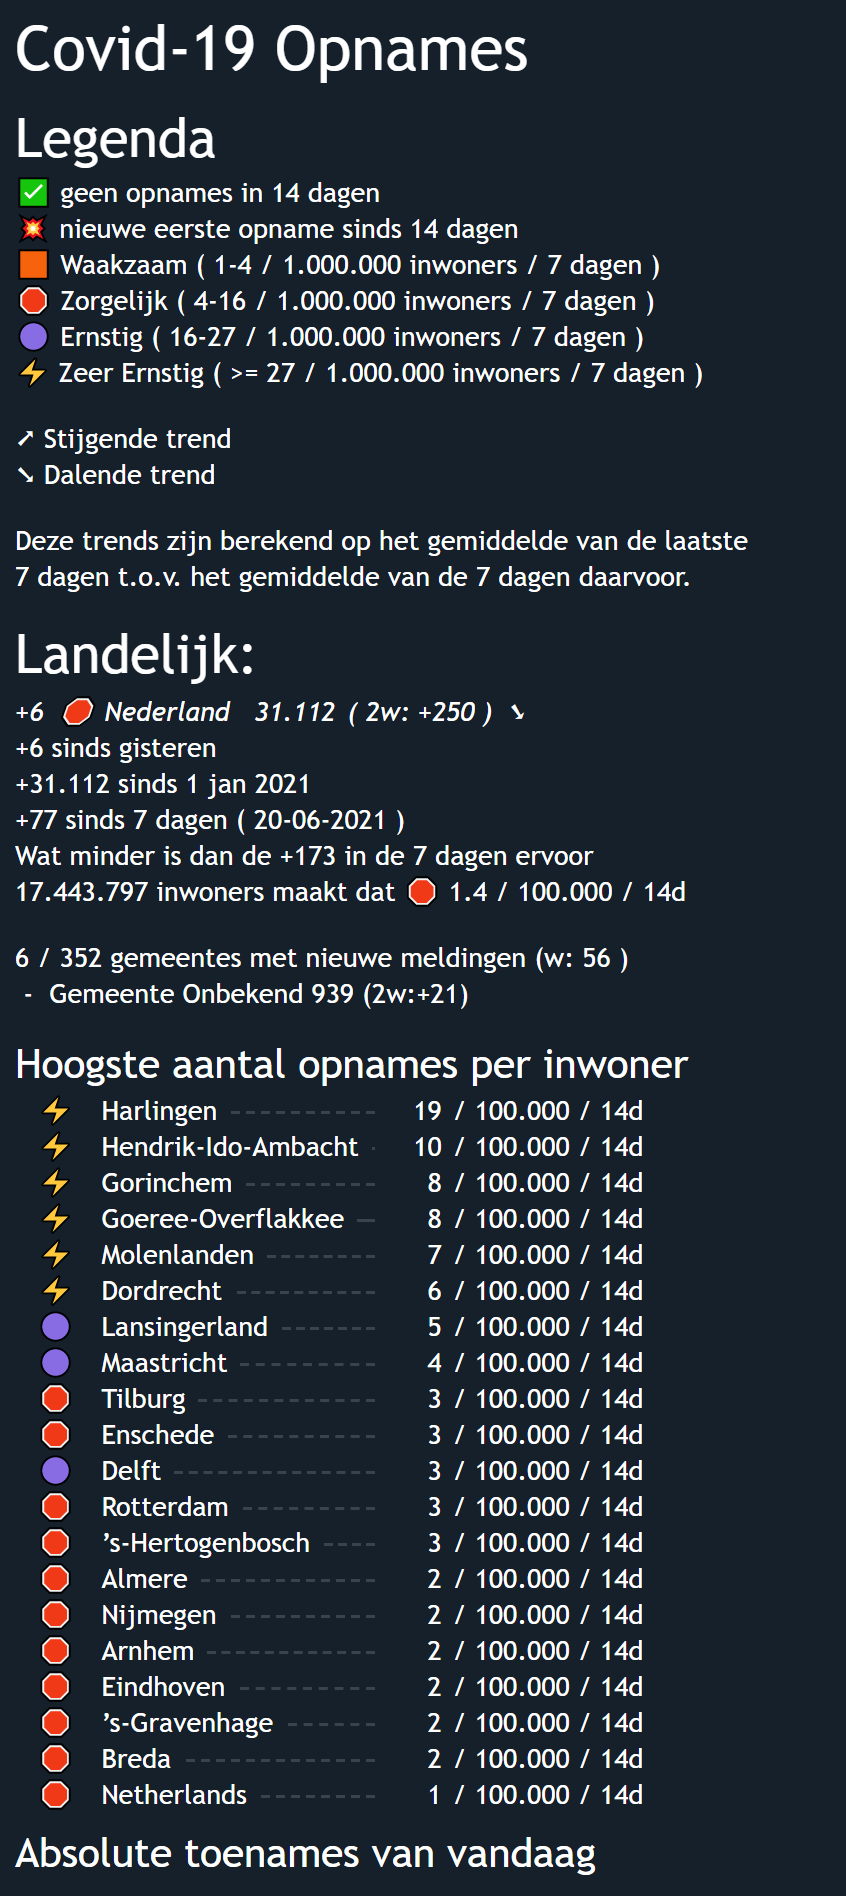 Covid-19 Opnames
Legenda
✅ geen opnames in 14 dagen
💥 nieuwe eerste opname sinds 14 dagen
🟧 Waakzaam ( 1-4 / 1.000.000 inwoners / 7 dagen )
🛑 Zorgelijk ( 4-16 / 1.000.000 inwoners / 7 dagen )
🟣 Ernstig ( 16-27 / 1.000.000 inwoners / 7 dagen )
⚡ Zeer Ernstig ( >= 27 / 1.000.000 inwoners / 7 dagen )
➚ Stijgende trend
➘ Dalende trend
Deze trends zijn berekend op het gemiddelde van de laatste
7 dagen t.o.v. het gemiddelde van de 7 dagen daarvoor.
Landelijk:
+6 🛑 Nederland 31.112 ( 2w: +250 ) ➘
+6 sinds gisteren
+31.112 sinds 1 jan 2021
+77 sinds 7 dagen ( 20-06-2021 )
Wat minder is dan de +173 in de 7 dagen ervoor
17.443.797 inwoners maakt dat 🛑 1.4 / 100.000 / 14d
6 / 352 gemeentes met nieuwe meldingen (w: 56 )
- Gemeente Onbekend 939 (2w:+21)
Hoogste aantal opnames per inwoner
⚡ Harlingen ---------- 19 / 100.000 / 14d
⚡ Hendrik-Ido-Ambacht - 10 / 100.000 / 14d
⚡ Gorinchem --------- 8 / 100.000 / 14d
⚡ Goeree-Overflakkee - 8 / 100.000 / 14d
⚡ Molenlanden ------- 7 / 100.000 / 14d
⚡ Dordrecht --------- 6 / 100.000 / 14d
🟣 Lansingerland ------ 5 / 100.000 / 14d
🟣 Maastricht --------- 4 / 100.000 / 14d
🛑 Tilburg ------------ 3 / 100.000 / 14d
🛑 Enschede ---------- 3 / 100.000 / 14d
🟣 Delft ------------- 3 / 100.000 / 14d
🛑 Rotterdam --------- 3 / 100.000 / 14d
🛑 ’s-Hertogenbosch ---- 3 / 100.000 / 14d
🛑 Almere ------------ 2 / 100.000 / 14d
🛑 Nijmegen ---------- 2 / 100.000 / 14d
🛑 Arnhem ----------- 2 / 100.000 / 14d
🛑 Eindhoven --------- 2 / 100.000 / 14d
🛑 ’s-Gravenhage ------ 2 / 100.000 / 14d
🛑 Breda ------------- 2 / 100.000 / 14d
🛑 Netherlands -------- 1 / 100.000 / 14d
Absolute toenames van vandaag